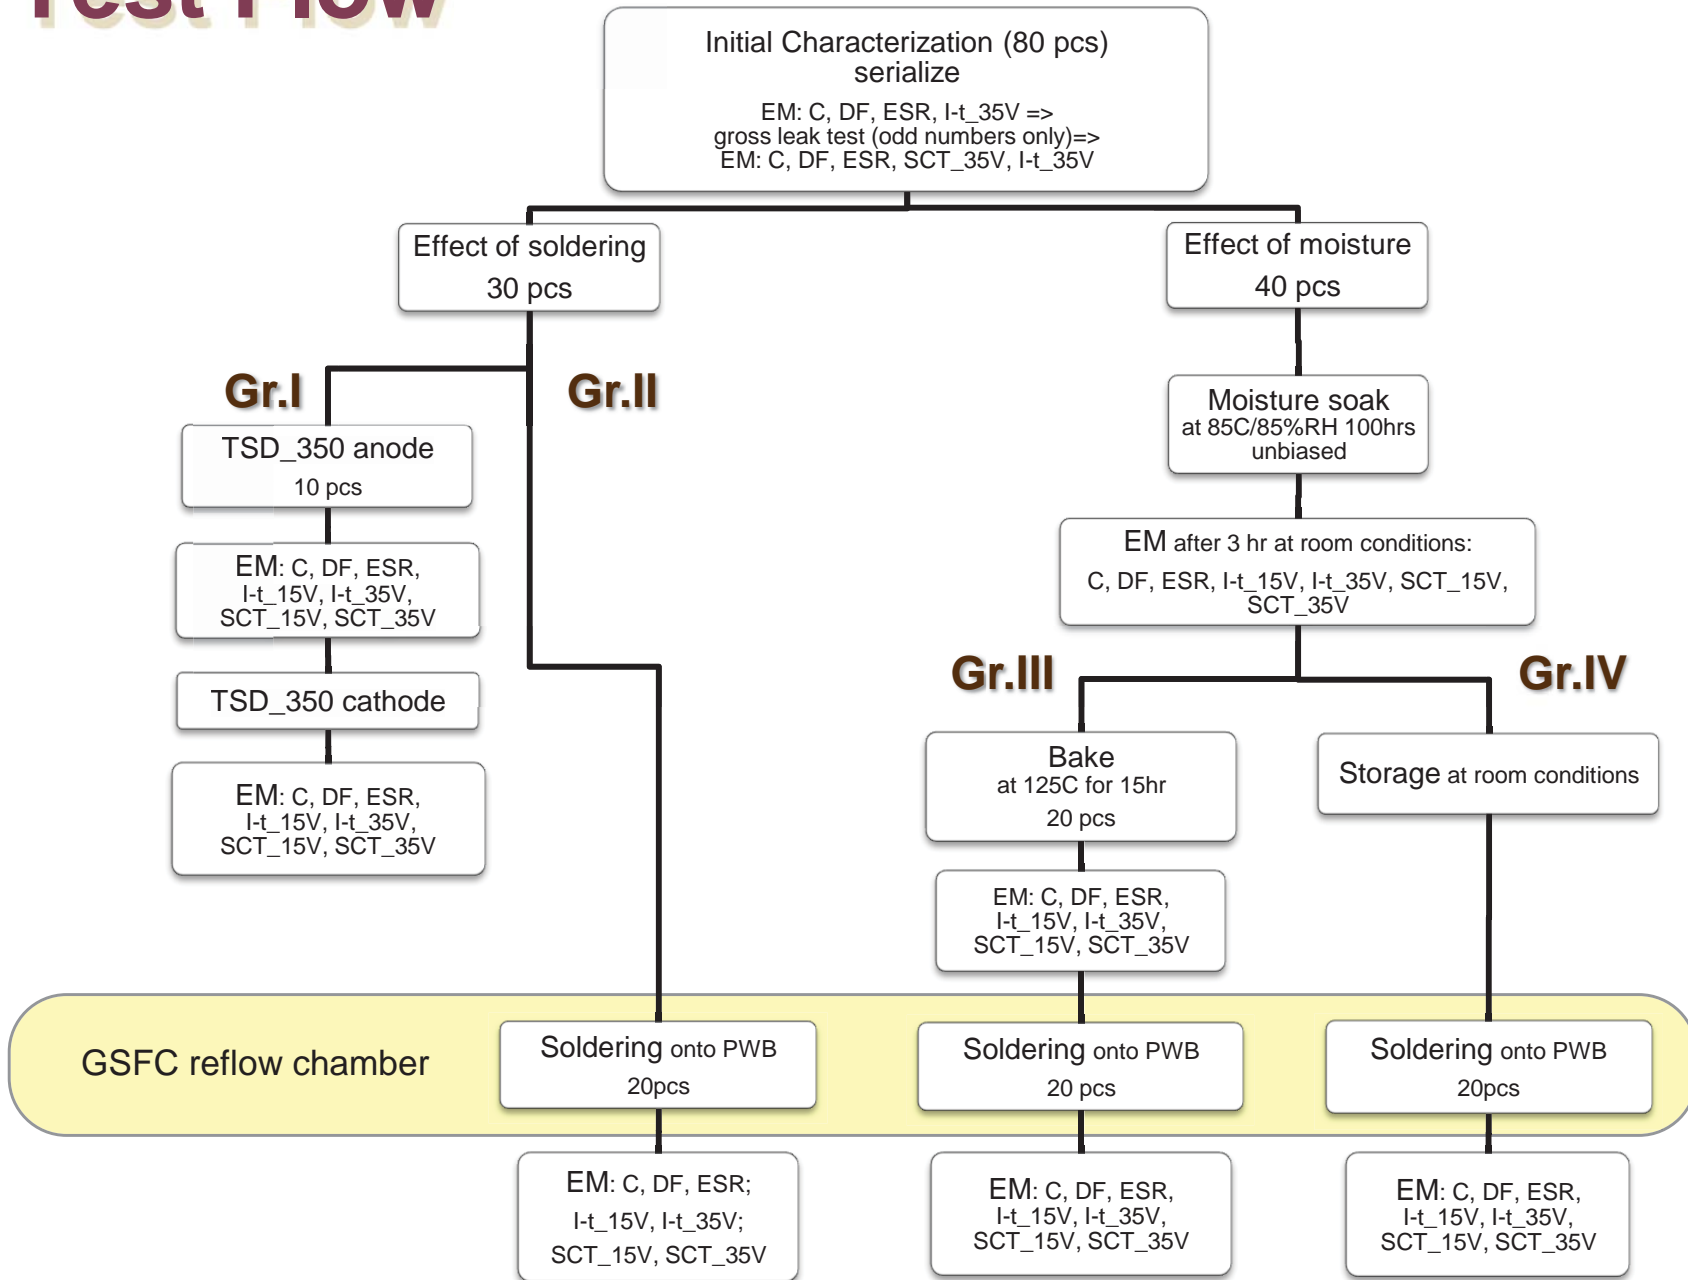 Test Flow
Initial Characterization (80 pcs)
serialize
EM: C, DF, ESR, I-t_35V =>
gross leak test (odd numbers only)=>
EM: C, DF, ESR, SCT_35V, I-t_35V
Effect of soldering
30 pcs
Effect of moisture
40 pcs
Gr.I
Gr.II
TSD_350 anode
10 pcs
EM: C, DF, ESR,
I-t_15V, I-t_35V,
SCT_15V, SCT_35V
TSD_350 cathode
EM: C, DF, ESR,
I-t_15V, I-t_35V,
SCT_15V, SCT_35V
Moisture soak
at 85C/85%RH 100hrs
unbiased
EM after 3 hr at room conditions:
C, DF, ESR, I-t_15V, I-t_35V, SCT_15V,
SCT_35V
Gr.III
Gr.IV
Bake
at 125C for 15hr
20 pcs
Storage at room conditions
EM: C, DF, ESR,
I-t_15V, I-t_35V,
SCT_15V, SCT_35V
GSFC reflow chamber
Soldering onto PWB
20pcs
Soldering onto PWB
20 pcs
Soldering onto PWB
20pcs
EM: C, DF, ESR;
I-t_15V, I-t_35V;
SCT_15V, SCT_35V
EM: C, DF, ESR,
I-t_15V, I-t_35V,
SCT_15V, SCT_35V
EM: C, DF, ESR,
I-t_15V, I-t_35V,
SCT_15V, SCT_35V